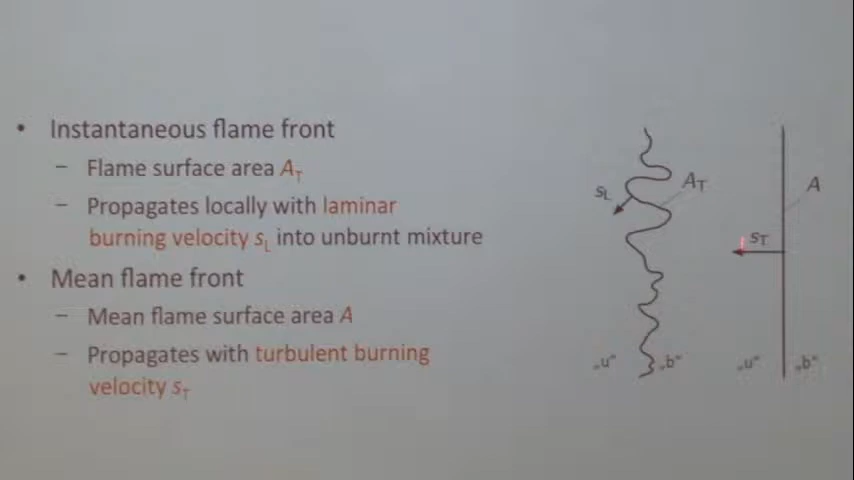 • Instantaneous flame front
– Flame surface area A_T
– Propagates locally with laminar
burning velocity s_L into unburnt mixture
• Mean flame front
– Mean flame surface area A
– Propagates with turbulent burning
velocity s_T
s_L
A_T
A
s_T
„u“
„b“
„u“
„b“